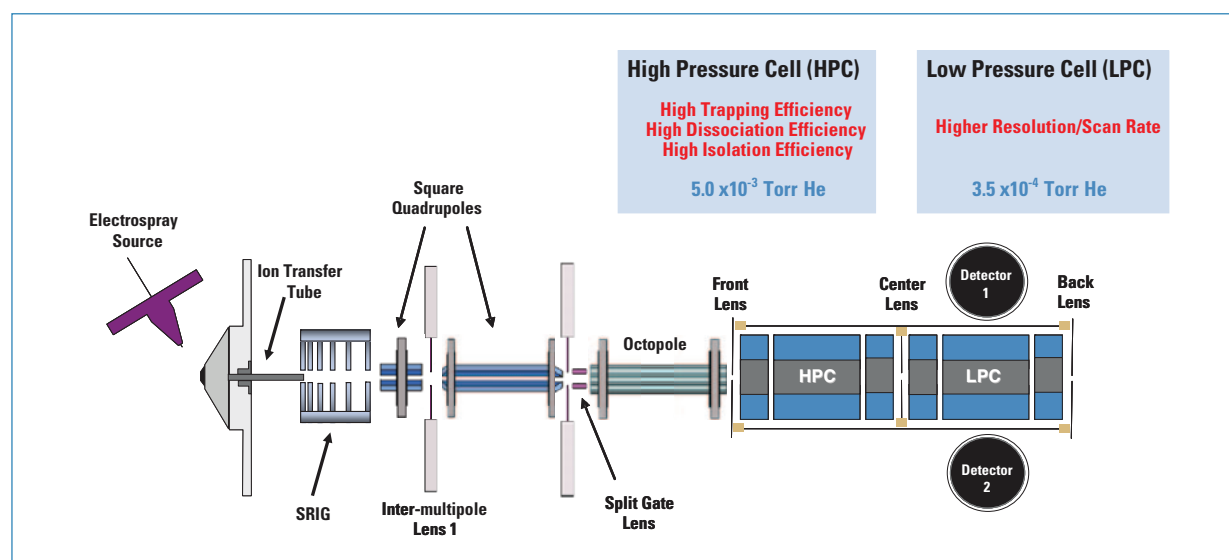 High Pressure Cell (HPC)
High Trapping Efficiency
High Dissociation Efficiency
High Isolation Efficiency
5.0 x10⁻³ Torr He
Low Pressure Cell (LPC)
Higher Resolution/Scan Rate
3.5 x10⁻⁴ Torr He
Electrospray
Source
Ion Transfer
Tube
Square
Quadrupoles
Octopole
Front
Lens
Center
Lens
Detector
1
Back
Lens
HPC
LPC
SRIG
Inter-multipole
Lens 1
Split Gate
Lens
Detector
2